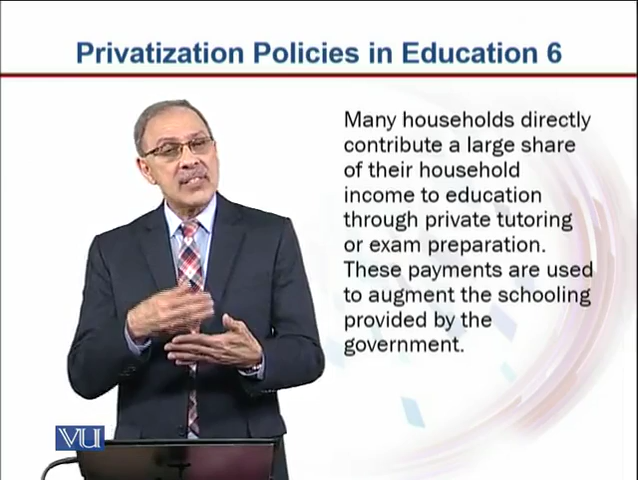 Privatization Policies in Education 6
Many households directly
contribute a large share
of their household
income to education
through private tutoring
or exam preparation.
These payments are used
to augment the schooling
provided by the
government.
VU